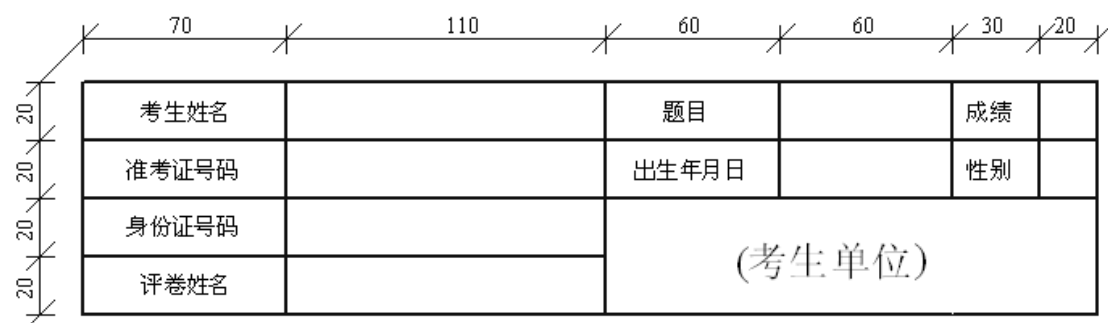 70 110 60 60 30 20
20 考生姓名 题目 成绩
20 准考证号码 出生年月日 性别
20 身份证号码
(考生单位)
20 评卷姓名